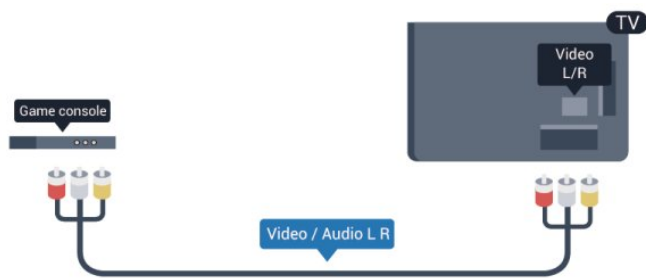 TV
Video
L/R
Game console
Video / Audio L R